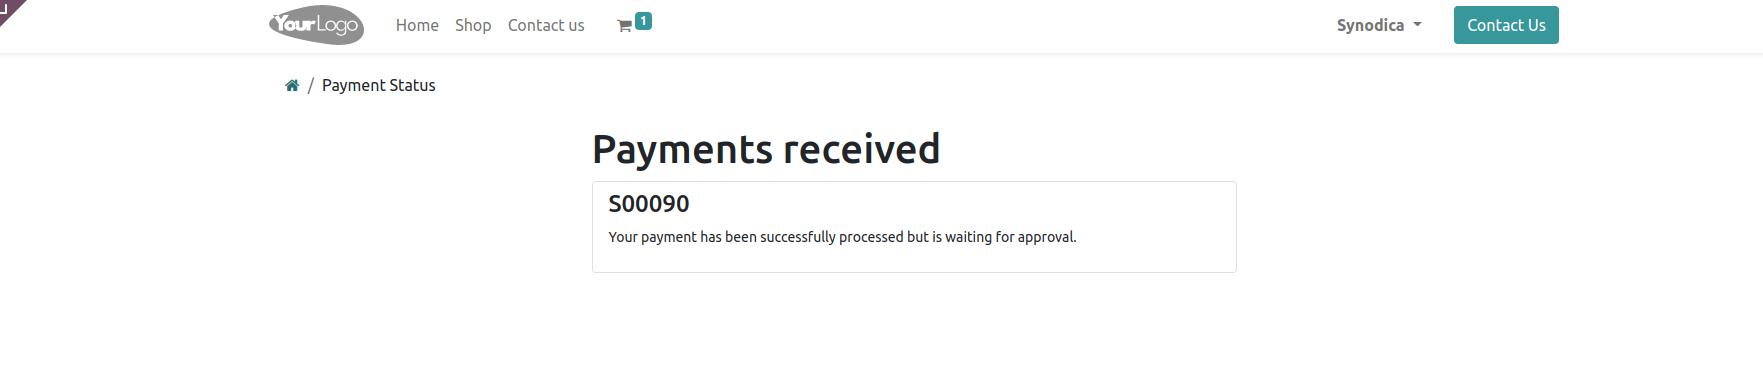 YourLogo Home Shop Contact us 1 Synodica Contact Us
/ Payment Status
Payments received
S00090
Your payment has been successfully processed but is waiting for approval.